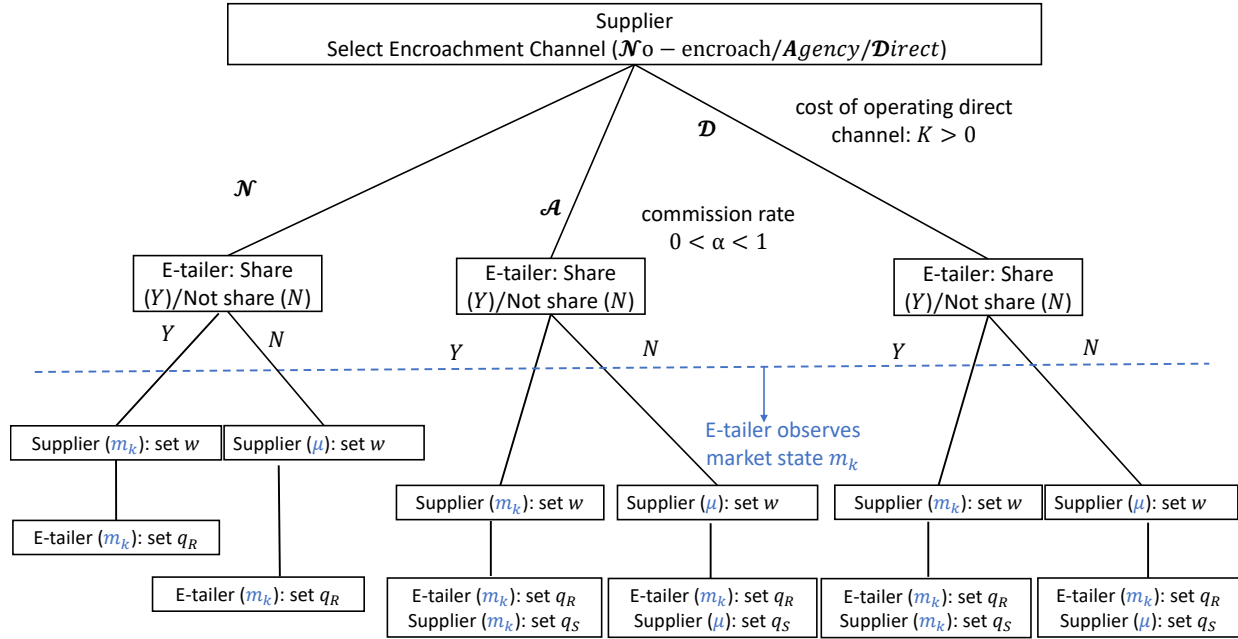 Supplier
Select Encroachment Channel (𝓝o − encroach/𝑨gency/𝓓irect)
cost of operating direct
channel: K > 0
𝓓
𝓝
𝓐
commission rate
0 < α < 1
E-tailer: Share
(Y)/Not share (N)
E-tailer: Share
(Y)/Not share (N)
E-tailer: Share
(Y)/Not share (N)
Y
N
Y
N
Y
N
E-tailer observes
market state m_k
Supplier (m_k): set w
Supplier (μ): set w
Supplier (m_k): set w
Supplier (μ): set w
Supplier (m_k): set w
Supplier (μ): set w
E-tailer (m_k): set q_R
E-tailer (m_k): set q_R
E-tailer (m_k): set q_R
Supplier (m_k): set q_S
E-tailer (m_k): set q_R
Supplier (μ): set q_S
E-tailer (m_k): set q_R
Supplier (m_k): set q_S
E-tailer (m_k): set q_R
Supplier (μ): set q_S